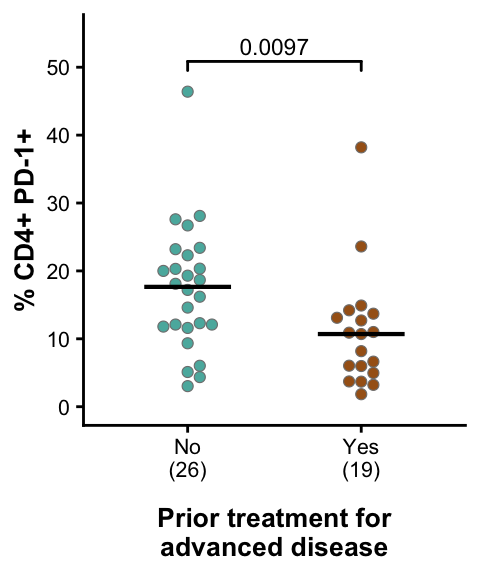 0.0097
50
40
30
20
10
0
% CD4+ PD-1+
No
(26)
Yes
(19)
Prior treatment for
advanced disease